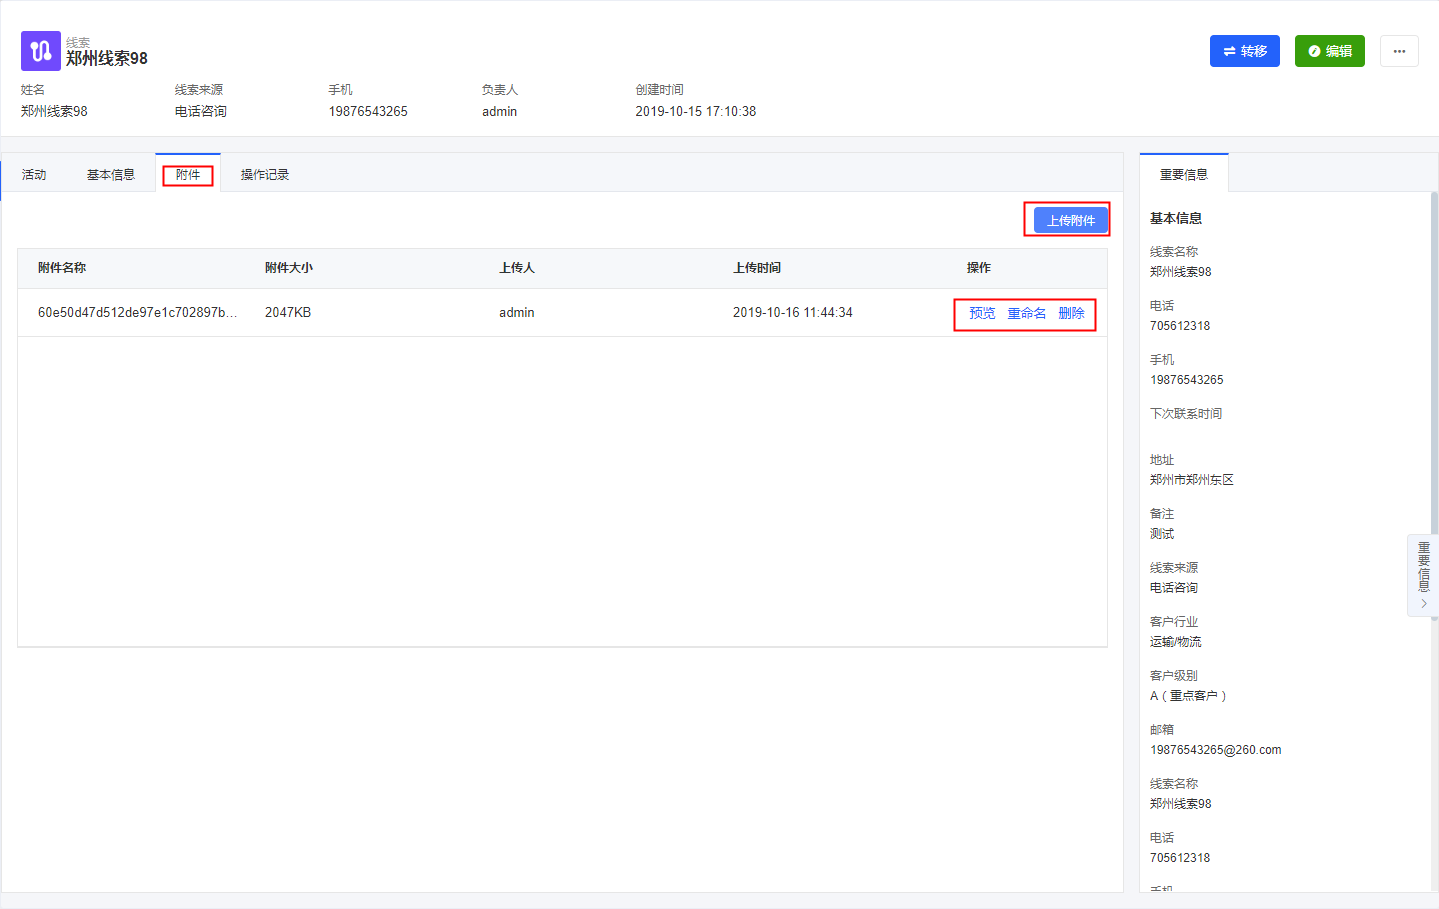 线索
郑州线索98
转移
编辑
姓名
线索来源
手机
负责人
创建时间
郑州线索98
电话咨询
19876543265
admin
2019-10-15 17:10:38
活动
基本信息
附件
操作记录
上传附件
附件名称
附件大小
上传人
上传时间
操作
60e50d47d512de97e1c702897b...
2047KB
admin
2019-10-16 11:44:34
预览
重命名
删除
重要信息
基本信息
线索名称
郑州线索98
电话
705612318
手机
19876543265
下次联系时间
地址
郑州市郑州东区
备注
测试
线索来源
电话咨询
客户行业
运输/物流
客户级别
A（重点客户）
邮箱
19876543265@260.com
线索名称
郑州线索98
电话
705612318
手机
重要信息